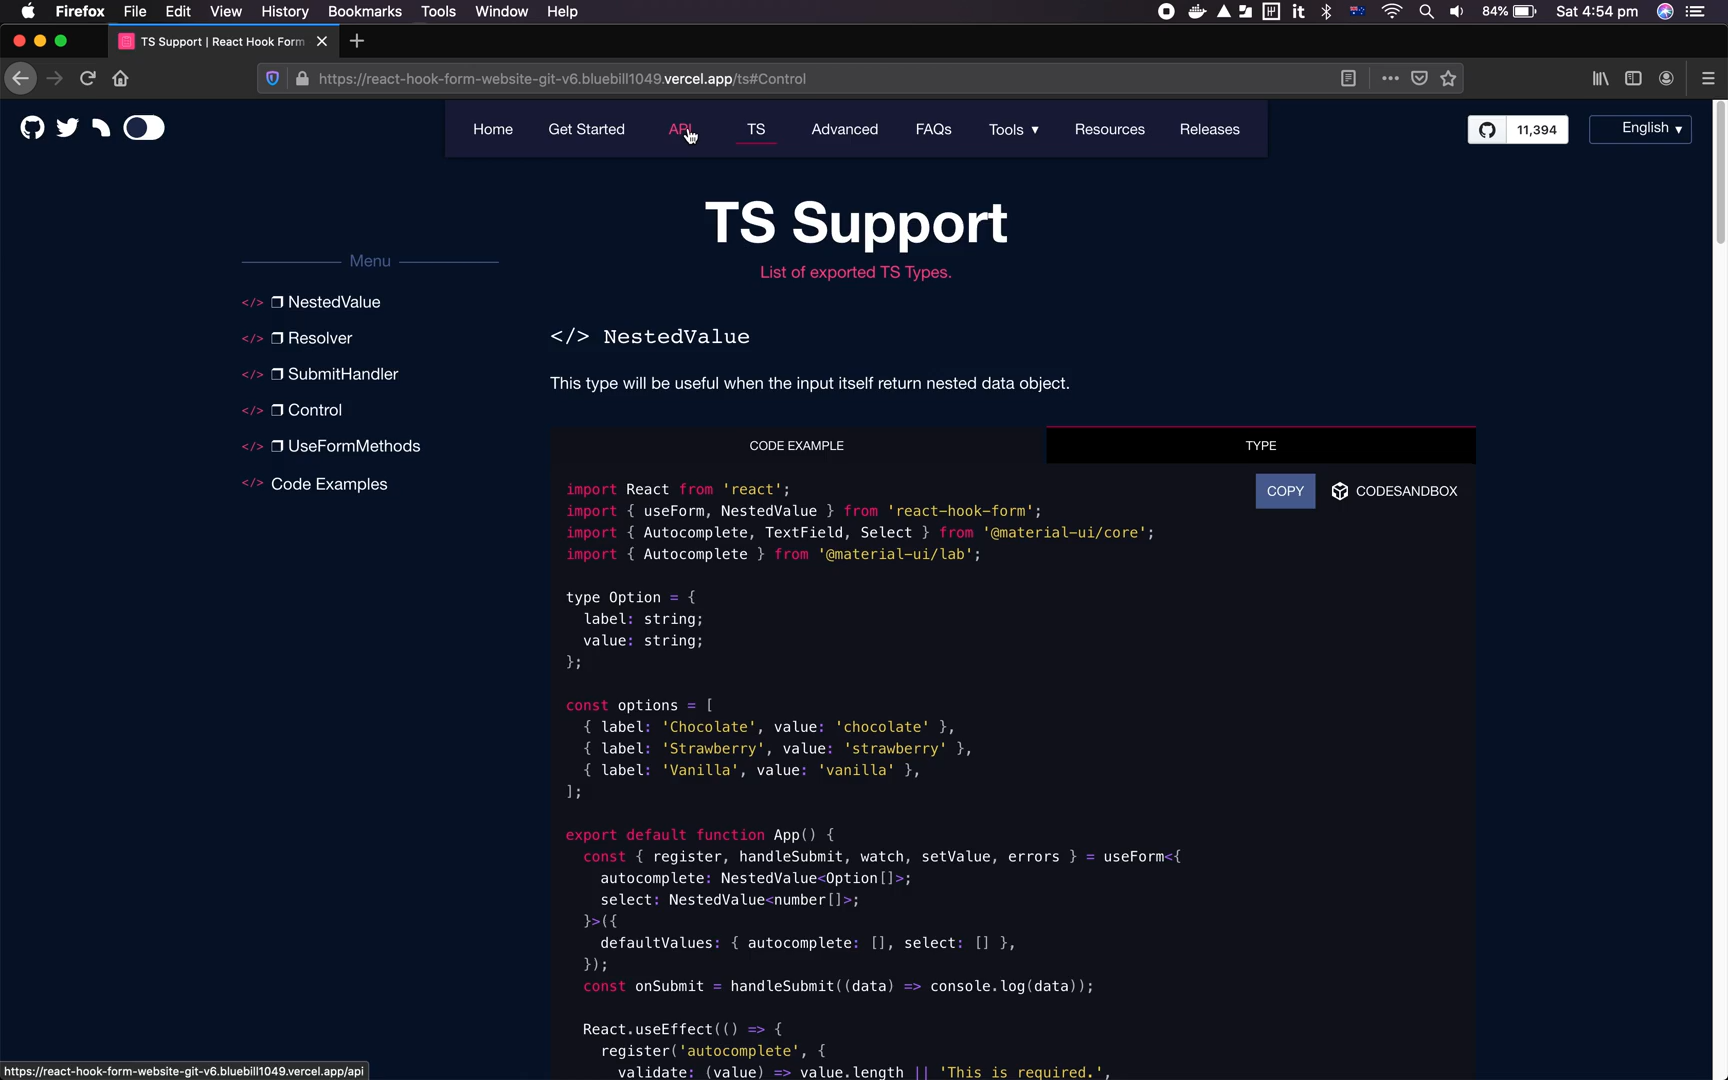 Firefox File Edit View History Bookmarks Tools Window Help it 84% Sat 4:54 pm
TS Support | React Hook Form
https://react-hook-form-website-git-v6.bluebill1049.vercel.app/ts#Control
Home Get Started API TS Advanced FAQs Tools ▾ Resources Releases 11,394 English ▾
TS Support
List of exported TS Types.
Menu
</> ❐ NestedValue
</> ❐ Resolver
</> ❐ SubmitHandler
</> ❐ Control
</> ❐ UseFormMethods
</> Code Examples
</> NestedValue
This type will be useful when the input itself return nested data object.
CODE EXAMPLE TYPE
COPY CODESANDBOX
import React from 'react';
import { useForm, NestedValue } from 'react-hook-form';
import { Autocomplete, TextField, Select } from '@material-ui/core';
import { Autocomplete } from '@material-ui/lab';
type Option = {
label: string;
value: string;
};
const options = [
{ label: 'Chocolate', value: 'chocolate' },
{ label: 'Strawberry', value: 'strawberry' },
{ label: 'Vanilla', value: 'vanilla' },
];
export default function App() {
const { register, handleSubmit, watch, setValue, errors } = useForm<{
autocomplete: NestedValue<Option[]>;
select: NestedValue<number[]>;
}>({
defaultValues: { autocomplete: [], select: [] },
});
const onSubmit = handleSubmit((data) => console.log(data));
React.useEffect(() => {
register('autocomplete', {
validate: (value) => value.length || 'This is required.',
https://react-hook-form-website-git-v6.bluebill1049.vercel.app/api